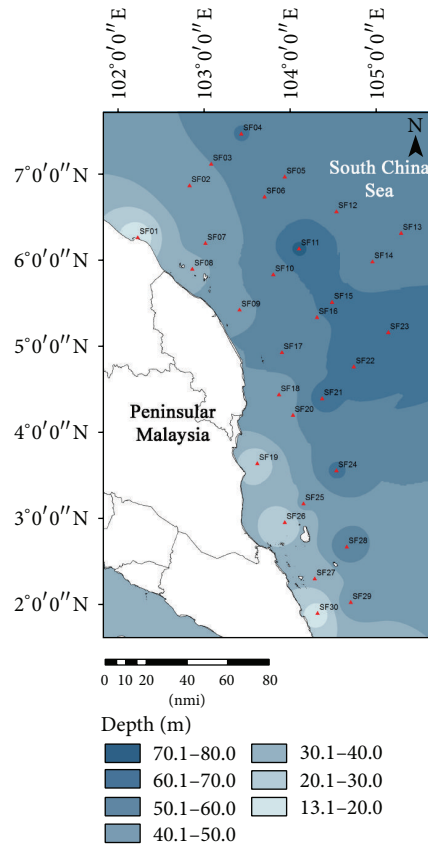 102°0′0″E 103°0′0″E 104°0′0″E 105°0′0″E
N
SF04
7°0′0″N
SF03
SF05
South China
Sea
SF02
SF06
SF12
SF13
SF01
SF07
SF11
6°0′0″N
SF08
SF10
SF14
SF09
SF15
SF16
5°0′0″N
SF23
SF17
SF22
SF18
SF21
Peninsular
Malaysia
4°0′0″N
SF20
SF19
SF24
3°0′0″N
SF25
SF26
SF28
2°0′0″N
SF27
SF29
SF30
0 10 20 40 60 80
(nmi)
Depth (m)
70.1–80.0
60.1–70.0
50.1–60.0
40.1–50.0
30.1–40.0
20.1–30.0
13.1–20.0